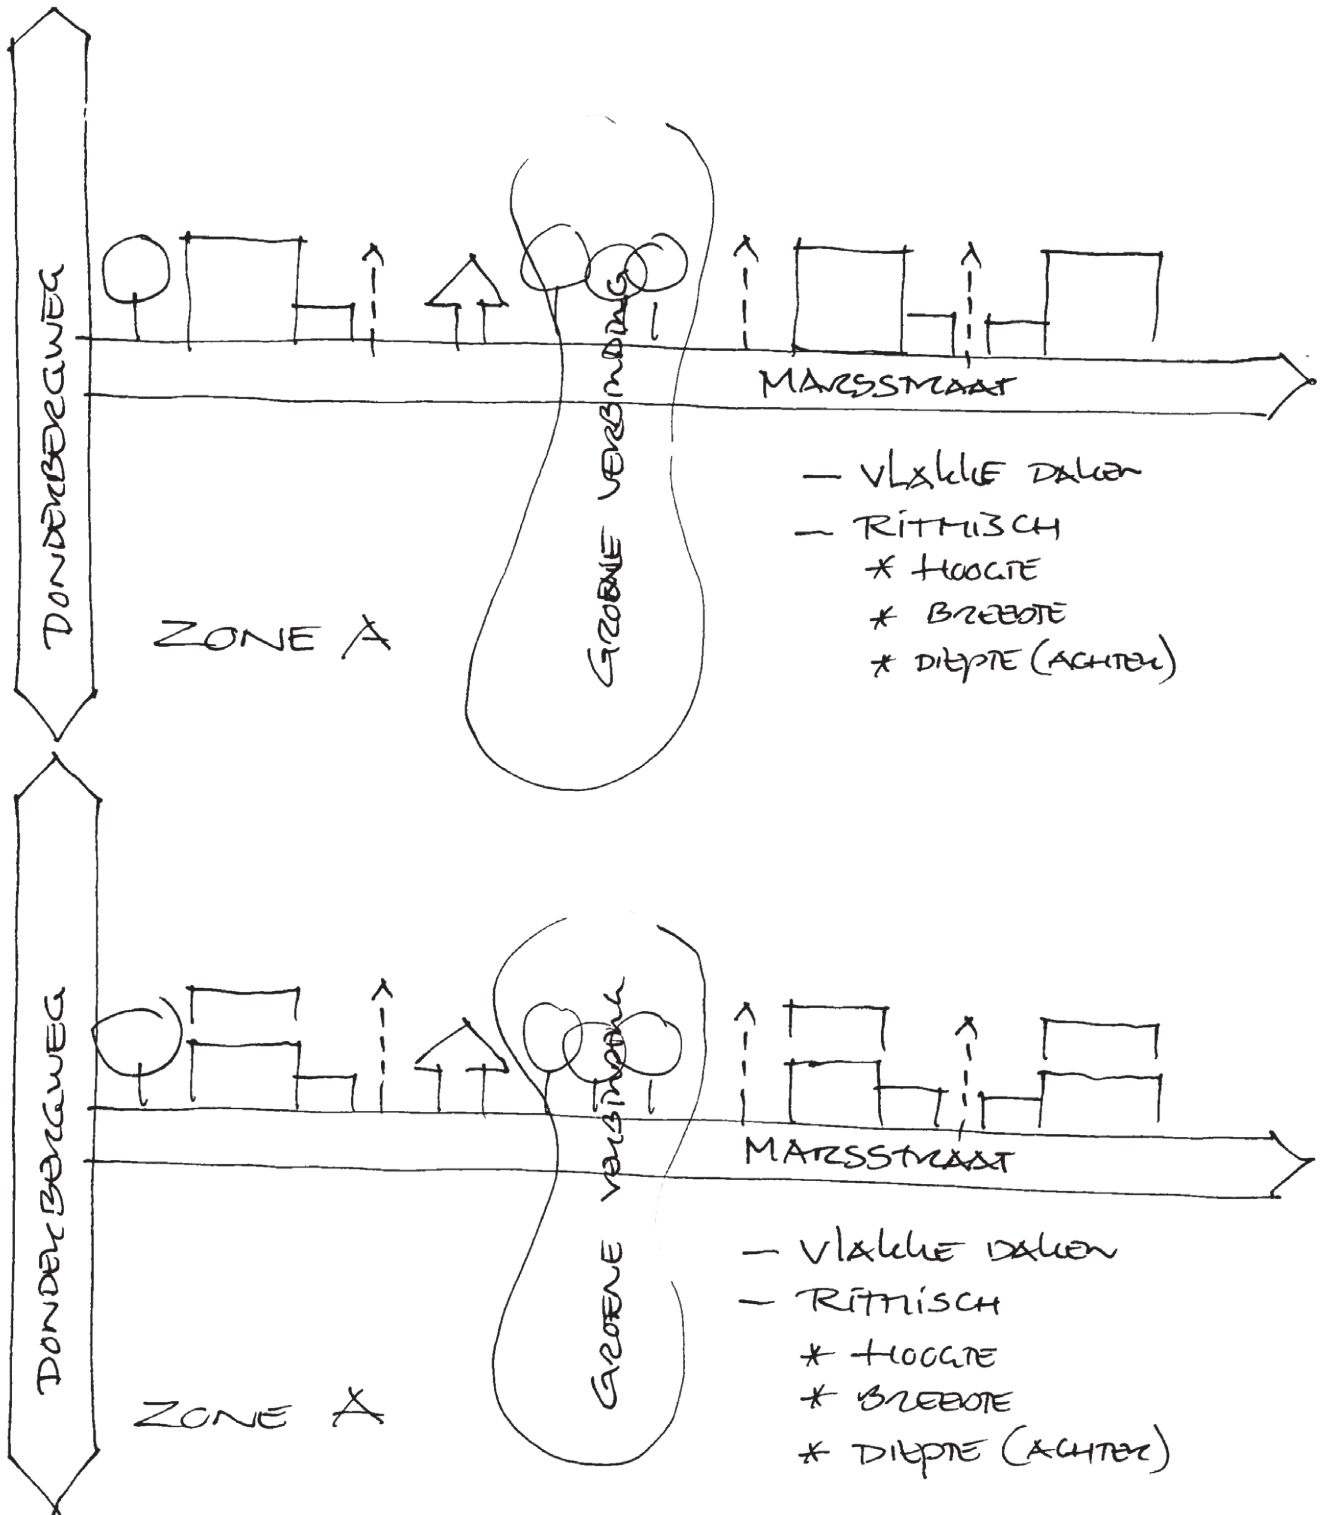 DONDERBERGWEG
GROENE VERBINDING
MARSSTRAAT
— VLAKKE DAKEN
— RITMISCH
* HOOGTE
* BREEDTE
* DIEPTE (ACHTER)
ZONE A
DONDERBERGWEG
GROENE VERBINDING
MARSSTRAAT
— VLAKKE DAKEN
— RITMISCH
* HOOGTE
* BREEDTE
* DIEPTE (ACHTER)
ZONE A